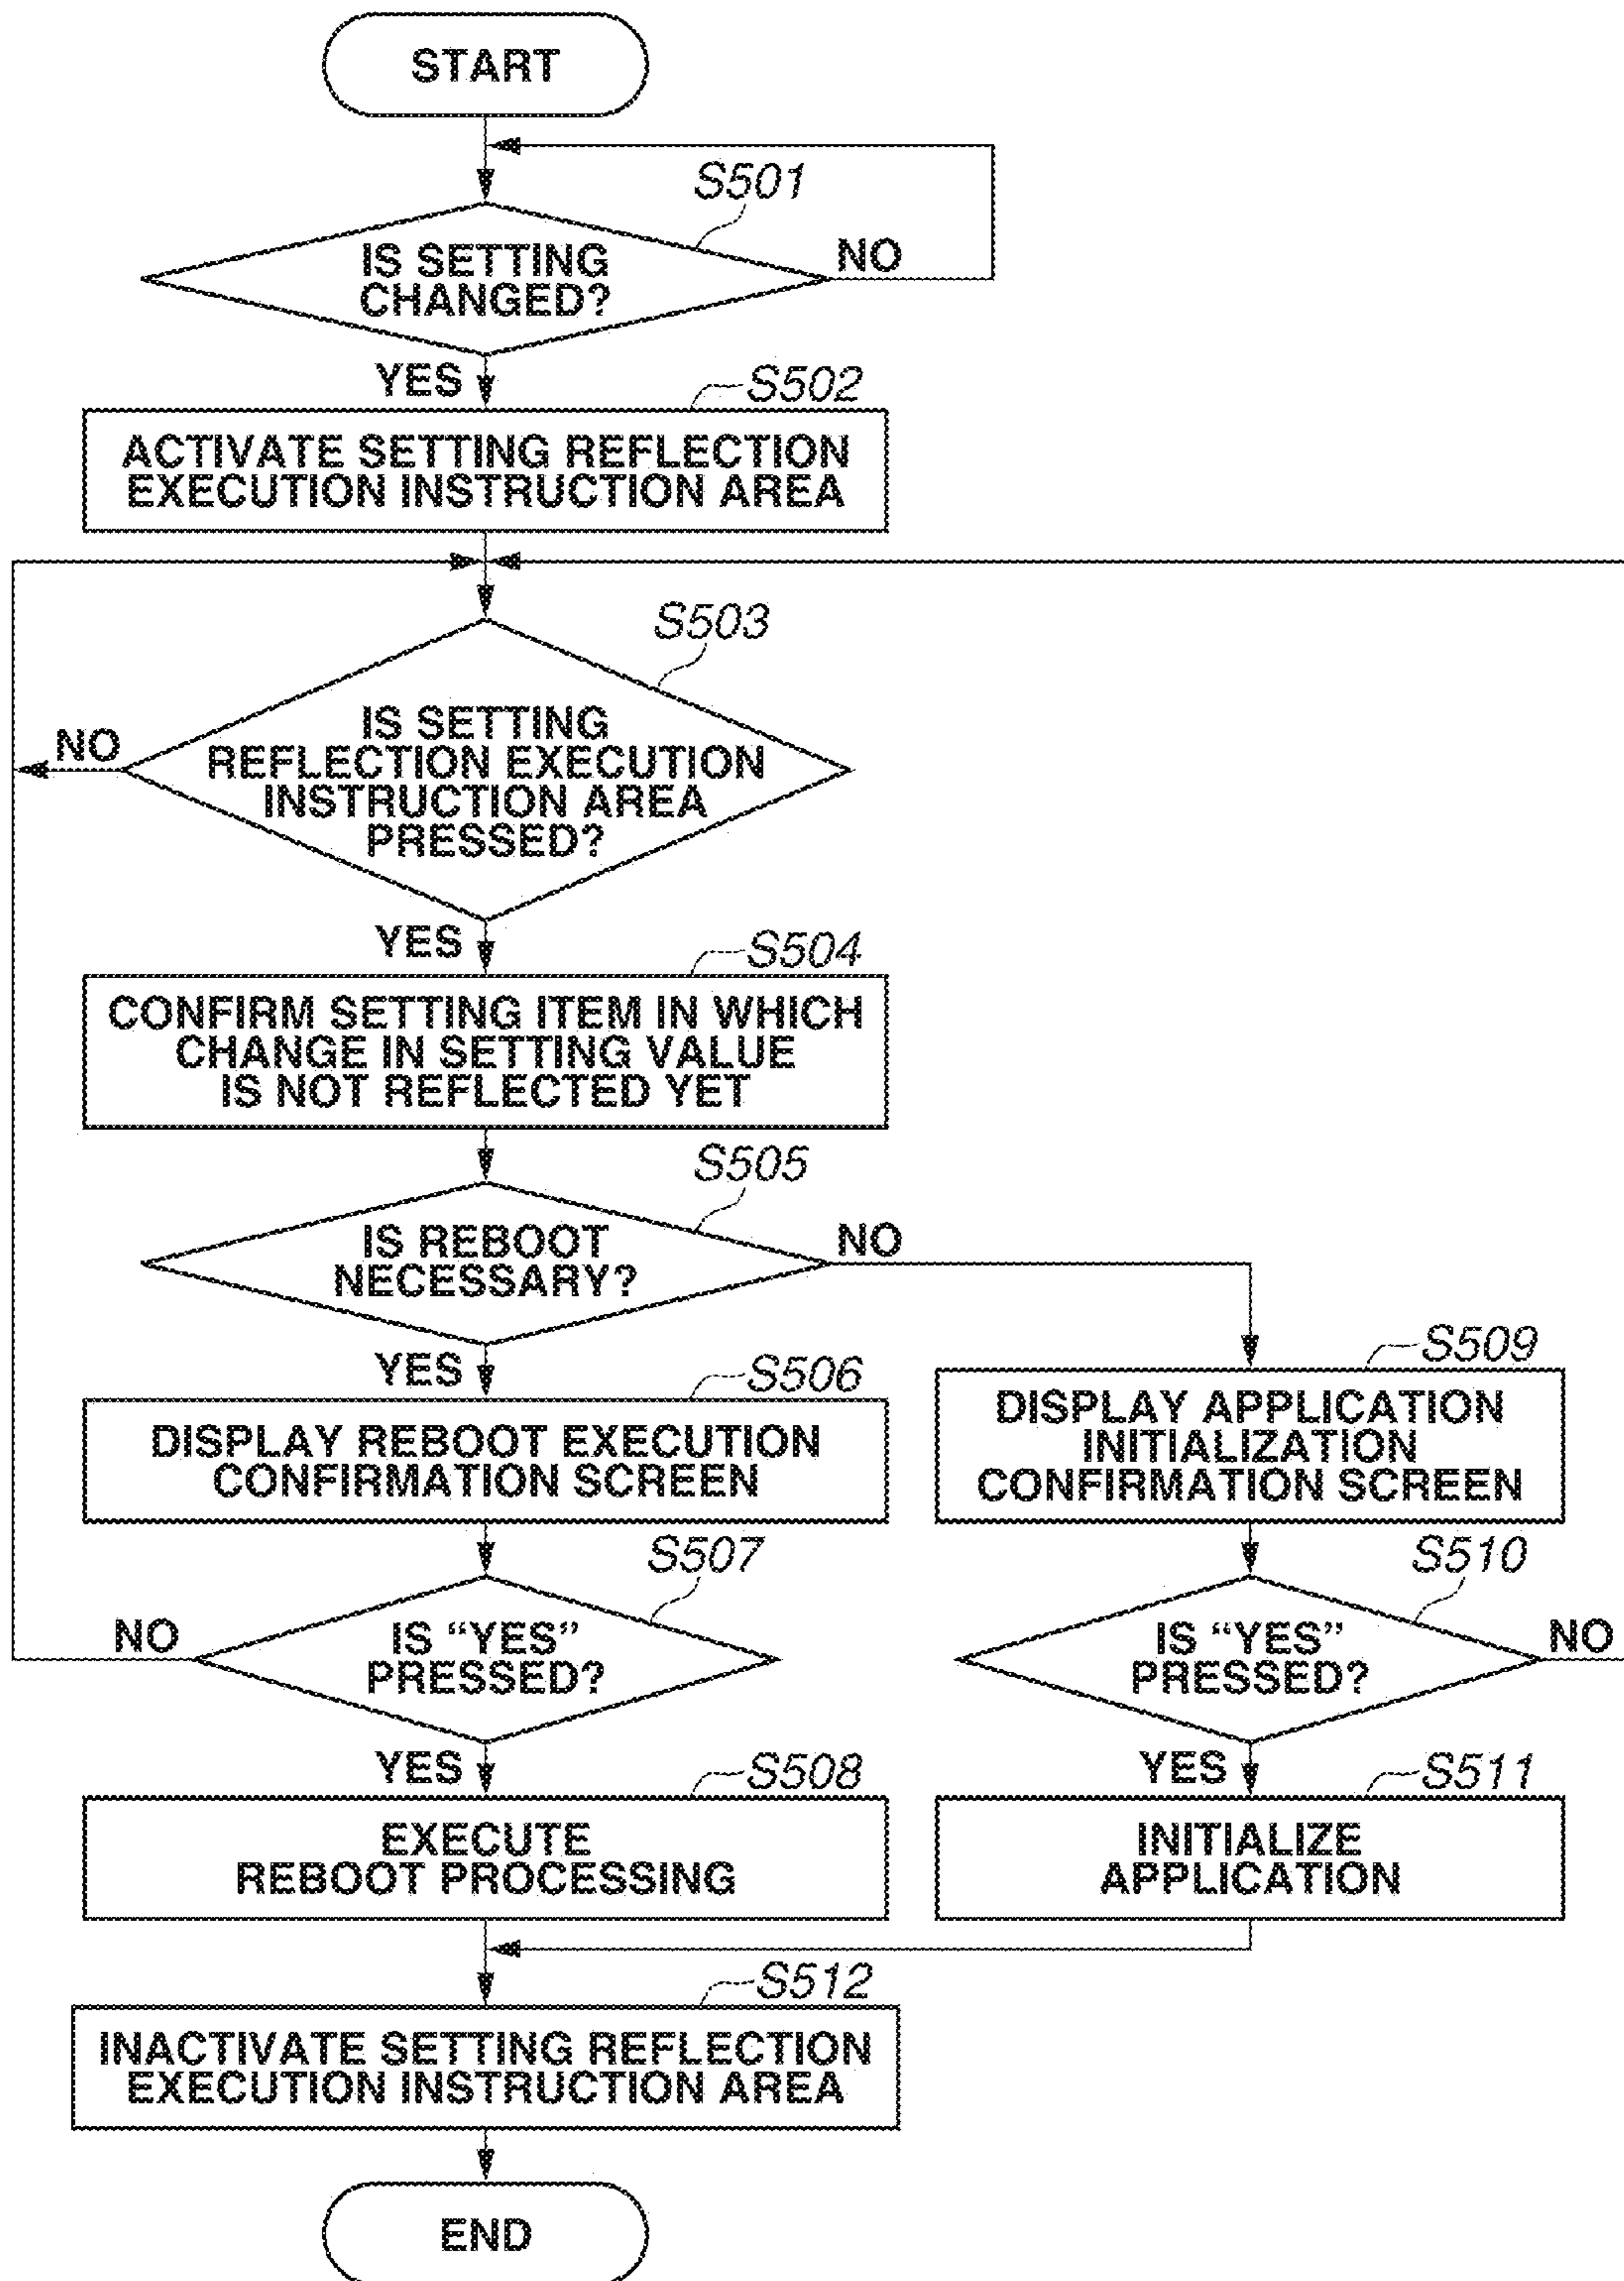 START
S501
IS SETTING
CHANGED?
NO
YES
S502
ACTIVATE SETTING REFLECTION
EXECUTION INSTRUCTION AREA
S503
IS SETTING
REFLECTION EXECUTION
INSTRUCTION AREA
PRESSED?
NO
YES
S504
CONFIRM SETTING ITEM IN WHICH
CHANGE IN SETTING VALUE
IS NOT REFLECTED YET
S505
IS REBOOT
NECESSARY?
NO
YES
S506
DISPLAY REBOOT EXECUTION
CONFIRMATION SCREEN
S509
DISPLAY APPLICATION
INITIALIZATION
CONFIRMATION SCREEN
S507
IS “YES”
PRESSED?
NO
S510
IS “YES”
PRESSED?
NO
YES
S508
EXECUTE
REBOOT PROCESSING
YES
S511
INITIALIZE
APPLICATION
S512
INACTIVATE SETTING REFLECTION
EXECUTION INSTRUCTION AREA
END